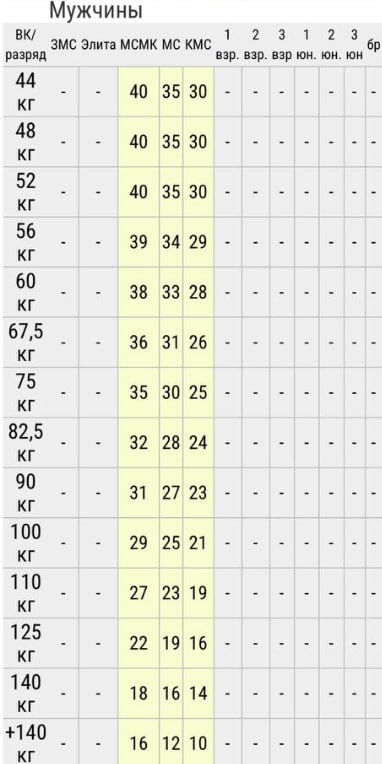 Мужчины
ВК/ разряд ЗМС Элита МСМК МС КМС 1 взр. 2 взр. 3 взр 1 юн. 2 юн. 3 юн бр
44 кг - - 40 35 30 - - - - - - -
48 кг - - 40 35 30 - - - - - - -
52 кг - - 40 35 30 - - - - - - -
56 кг - - 39 34 29 - - - - - - -
60 кг - - 38 33 28 - - - - - - -
67,5 кг - - 36 31 26 - - - - - - -
75 кг - - 35 30 25 - - - - - - -
82,5 кг - - 32 28 24 - - - - - - -
90 кг - - 31 27 23 - - - - - - -
100 кг - - 29 25 21 - - - - - - -
110 кг - - 27 23 19 - - - - - - -
125 кг - - 22 19 16 - - - - - - -
140 кг - - 18 16 14 - - - - - - -
+140 кг - - 16 12 10 - - - - - - -